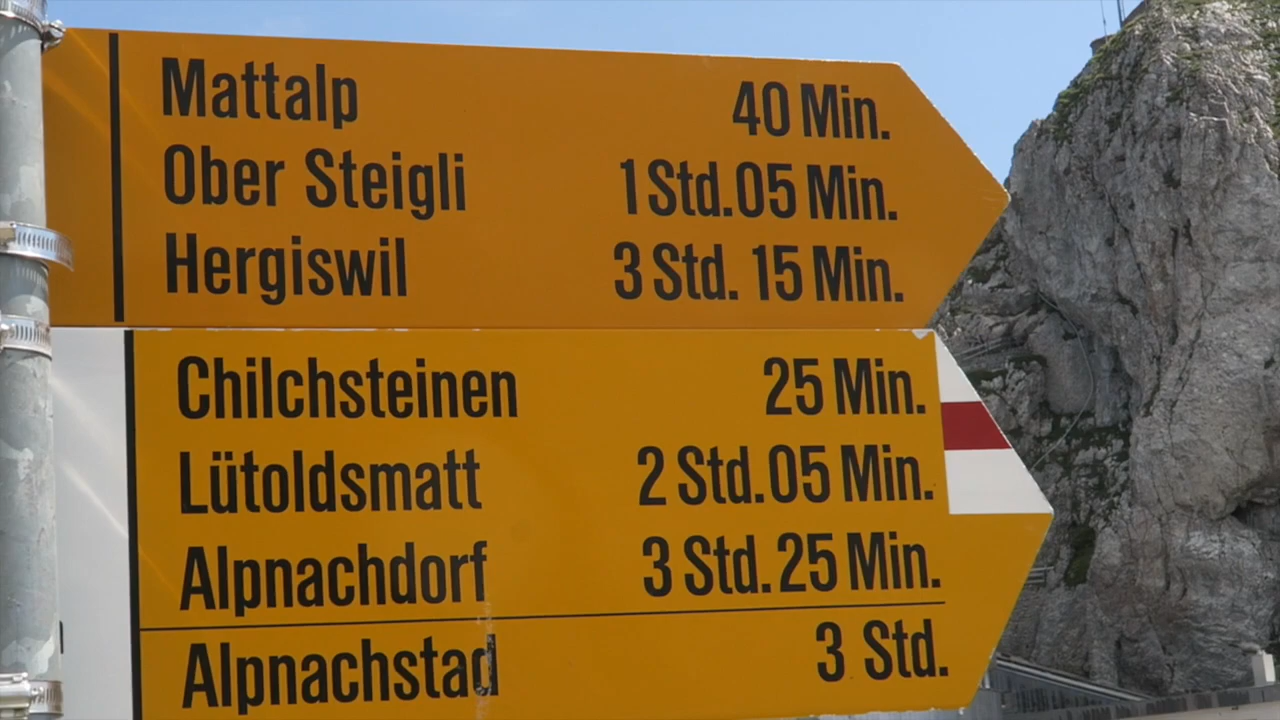 Mattalp 40 Min.
Ober Steigli 1 Std. 05 Min.
Hergiswil 3 Std. 15 Min.
Chilchsteinen 25 Min.
Lütoldsmatt 2 Std. 05 Min.
Alpnachdorf 3 Std. 25 Min.
Alpnachstad 3 Std.